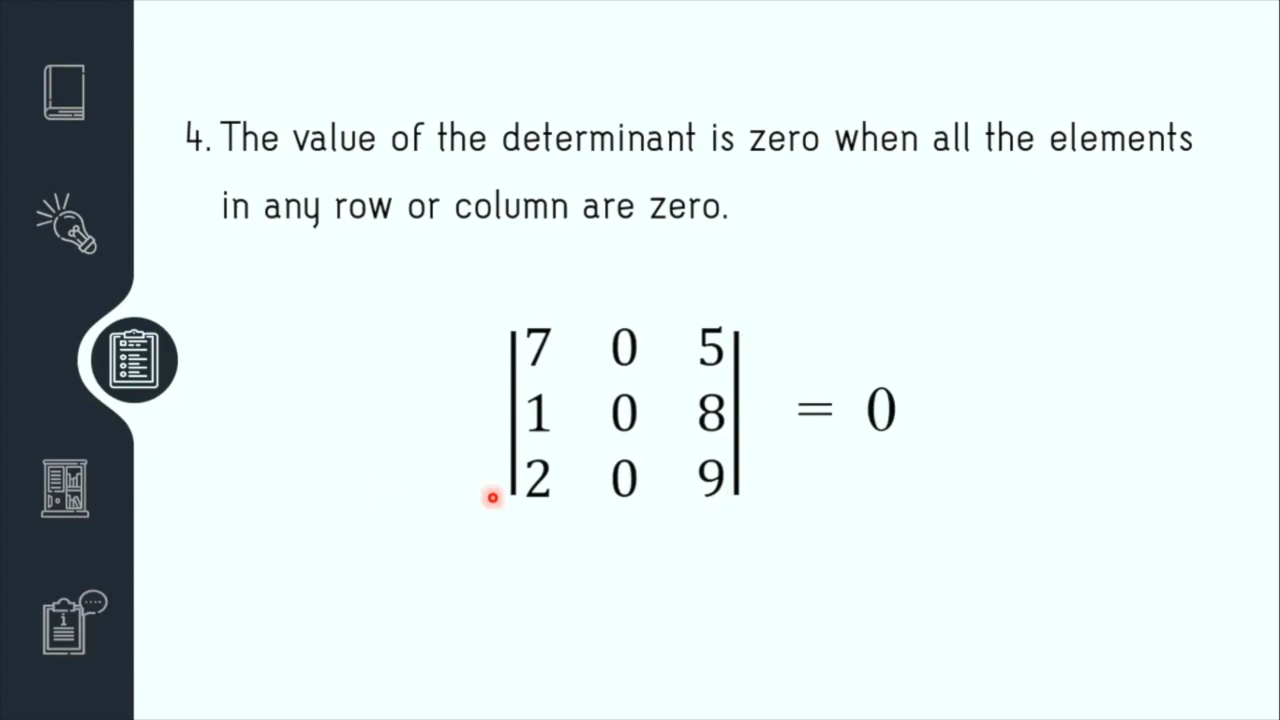 4. The value of the determinant is zero when all the elements
in any row or column are zero.
|7 0 5|
|1 0 8| = 0
|2 0 9|